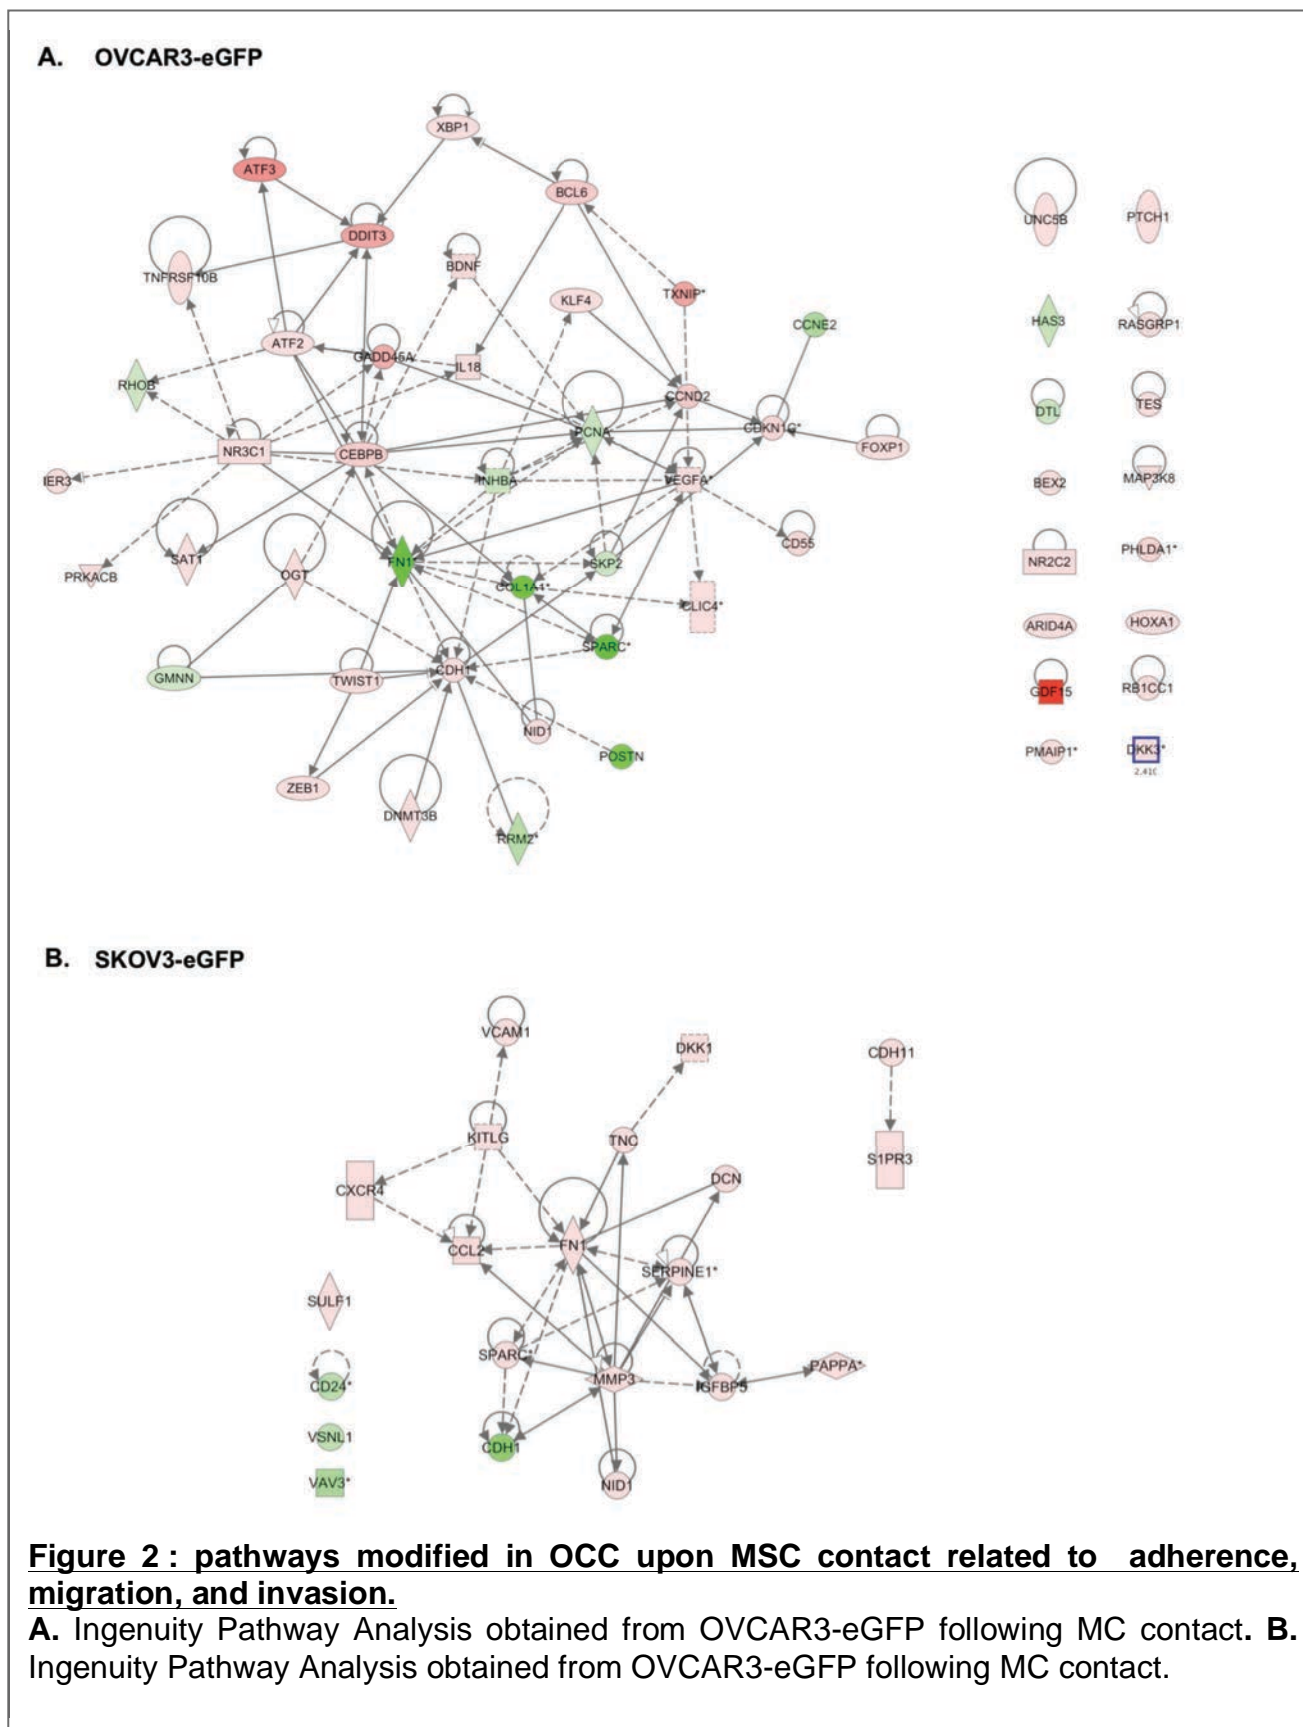 A. OVCAR3-eGFP
XBP1
ATF3
BCL6
UNC5B
PTCH1
DDIT3
BDNF
TNFRSF10B
TXNIP*
KLF4
CCNE2
HAS3
RASGRP1
ATF2
GADD45A
IL18
RHOB
CCND2
DTL
TES
PCNA
CDKN1C*
NR3C1
CEBPB
FOXP1
IER3
INHBA
VEGFA*
BEX2
MAP3K8
CD55
PRKACB
SAT1
OGT
FN1*
SKP2
NR2C2
PHLDA1*
COL1A4*
CLIC4*
ARID4A
HOXA1
SPARC*
GMNN
TWIST1
CDH1
GDF15
RB1CC1
NID1
POSTN
PMAIP1*
DKK3*
2,410
ZEB1
DNMT3B
RRM2*
B. SKOV3-eGFP
VCAM1
DKK1
CDH11
KITLG
TNC
S1PR3
CXCR4
DCN
CCL2
FN1
SERPINE1*
SULF1
SPARC*
MMP3
IGFBP5
PAPPA*
CD24*
VSNL1
CDH1
VAV3*
NID1
Figure 2 : pathways modified in OCC upon MSC contact related to adherence,
migration, and invasion.
A. Ingenuity Pathway Analysis obtained from OVCAR3-eGFP following MC contact. B.
Ingenuity Pathway Analysis obtained from OVCAR3-eGFP following MC contact.